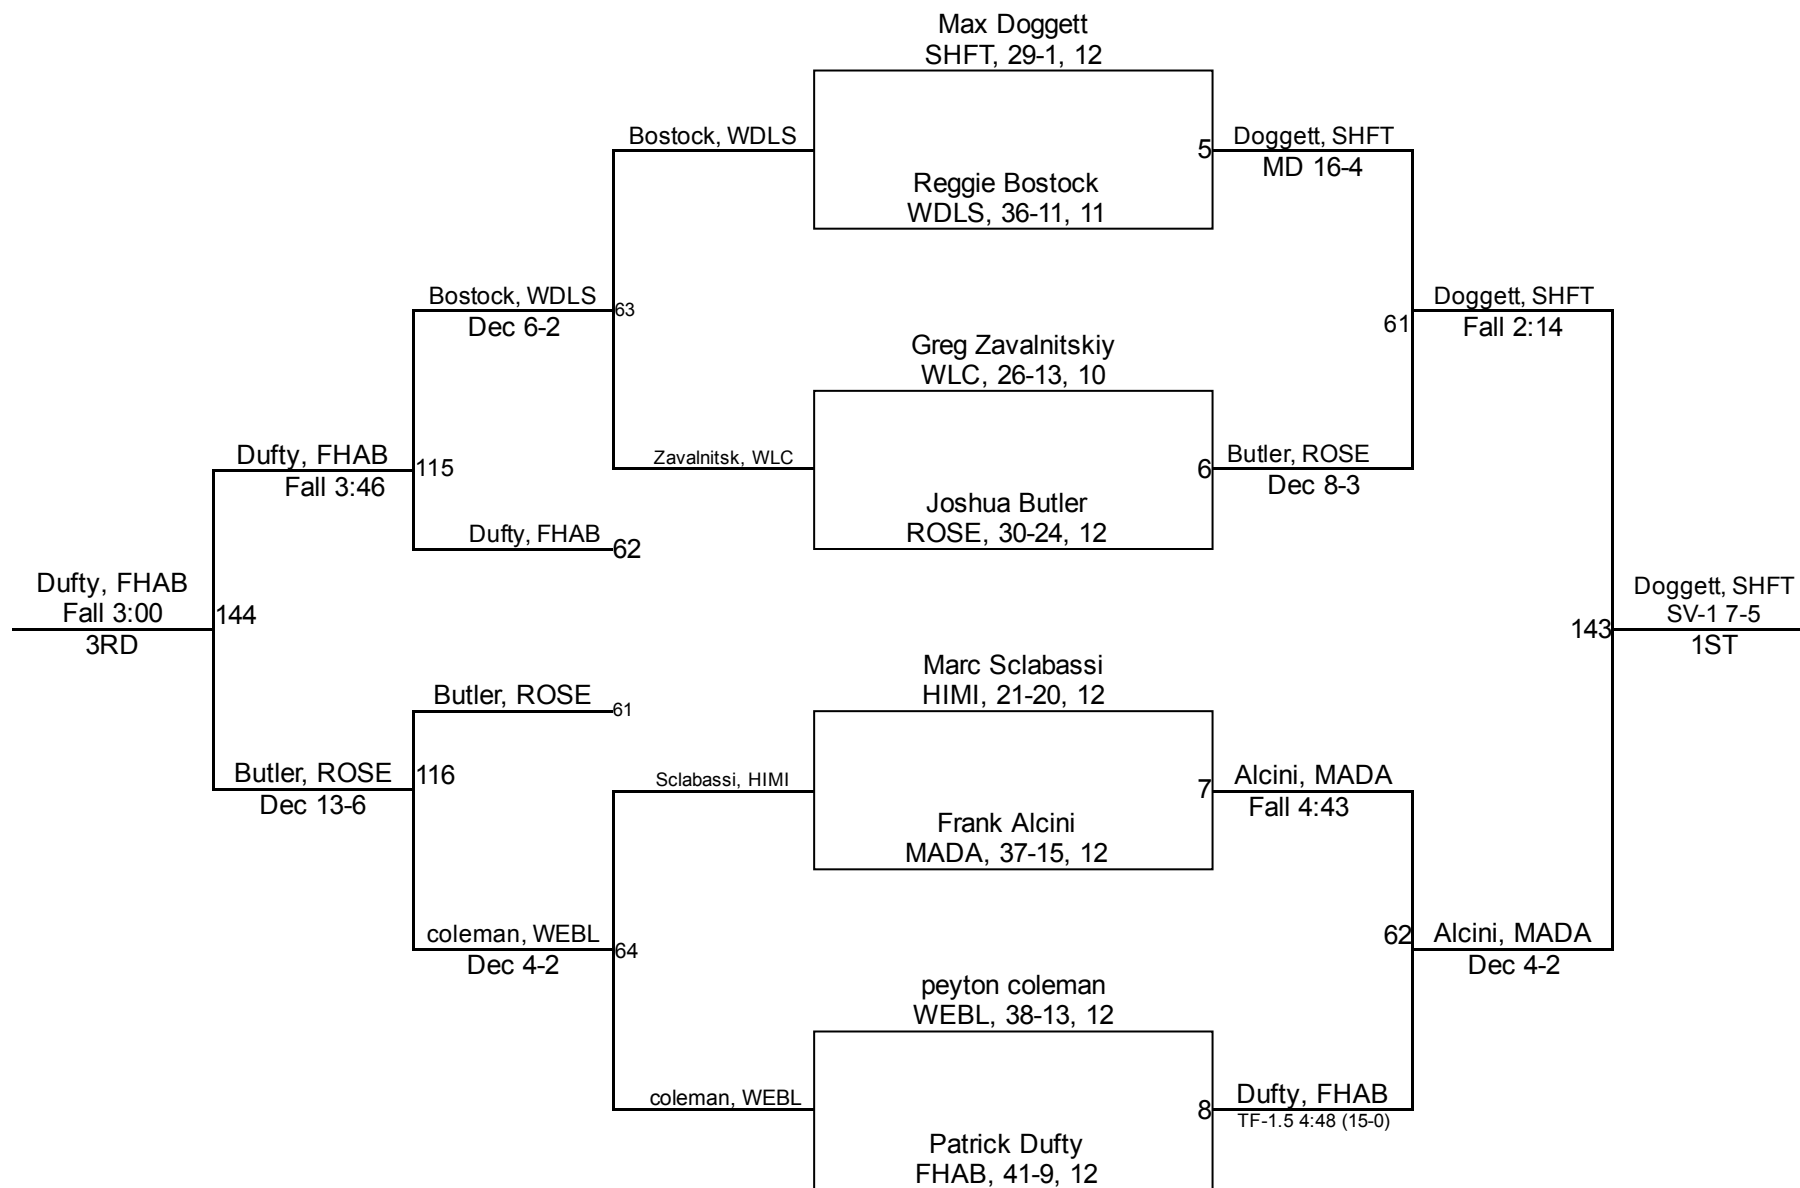 Max Doggett
SHFT, 29-1, 12
Bostock, WDLS
5
Doggett, SHFT
MD 16-4
Reggie Bostock
WDLS, 36-11, 11
Bostock, WDLS
Dec 6-2
63
Doggett, SHFT
Fall 2:14
61
Greg Zavalnitskiy
WLC, 26-13, 10
Dufty, FHAB
Fall 3:46
115
Zavalnitsk, WLC
6
Butler, ROSE
Dec 8-3
Joshua Butler
ROSE, 30-24, 12
Dufty, FHAB
62
Dufty, FHAB
Fall 3:00
3RD
144
143
Doggett, SHFT
SV-1 7-5
1ST
Marc Sclabassi
HIMI, 21-20, 12
Butler, ROSE
61
Butler, ROSE
Dec 13-6
116
Sclabassi, HIMI
7
Alcini, MADA
Fall 4:43
Frank Alcini
MADA, 37-15, 12
coleman, WEBL
Dec 4-2
64
62
Alcini, MADA
Dec 4-2
peyton coleman
WEBL, 38-13, 12
coleman, WEBL
8
Dufty, FHAB
TF-1.5 4:48 (15-0)
Patrick Dufty
FHAB, 41-9, 12